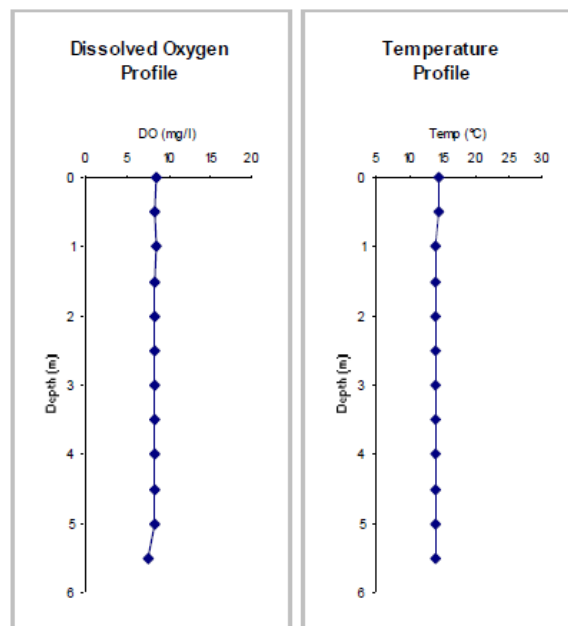 Dissolved Oxygen
Profile
DO (mg/l)
0 5 10 15 20
0
1
2
3
4
5
6
Depth (m)
Temperature
Profile
Temp (°C)
5 10 15 20 25 30
0
1
2
3
4
5
6
Depth (m)